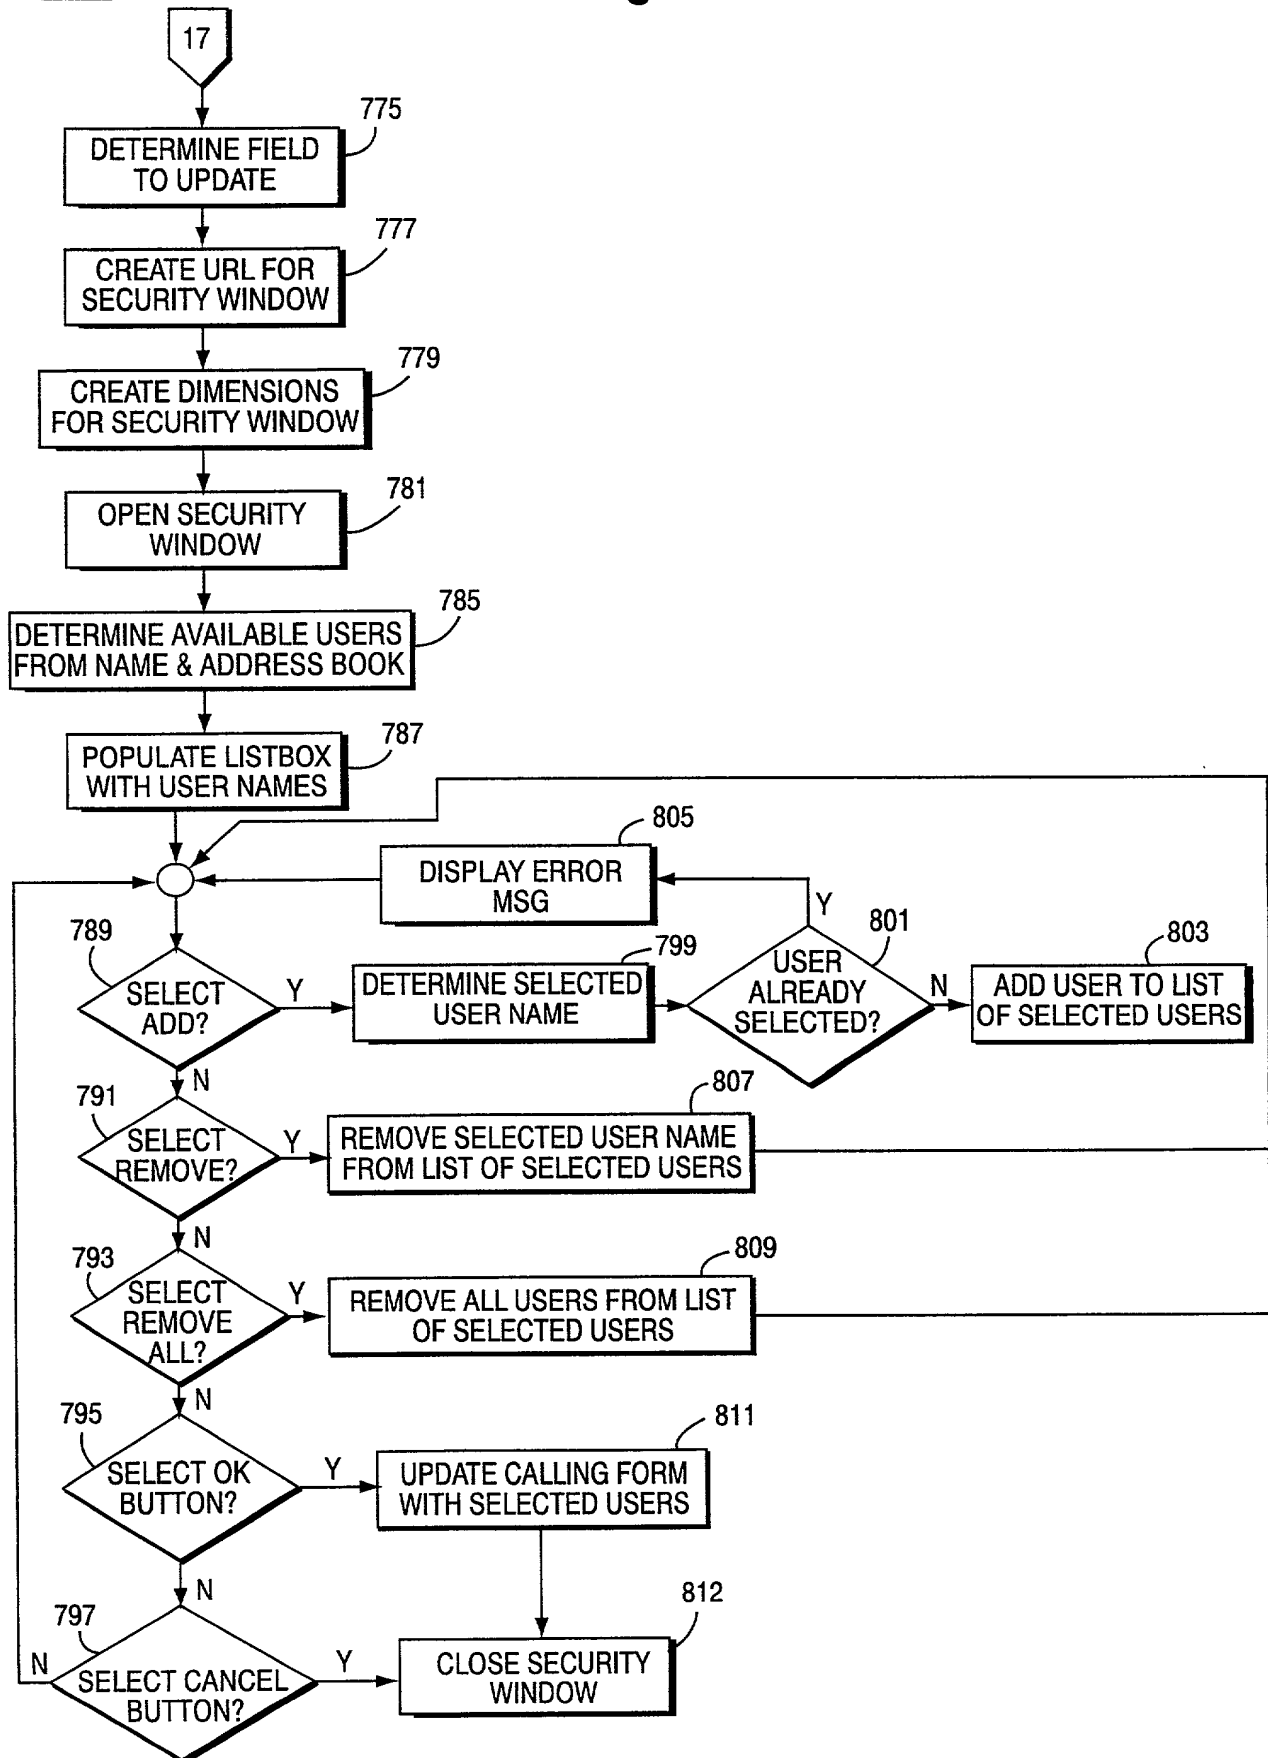 17
775
DETERMINE FIELD
TO UPDATE
777
CREATE URL FOR
SECURITY WINDOW
779
CREATE DIMENSIONS
FOR SECURITY WINDOW
781
OPEN SECURITY
WINDOW
785
DETERMINE AVAILABLE USERS
FROM NAME & ADDRESS BOOK
787
POPULATE LISTBOX
WITH USER NAMES
805
DISPLAY ERROR
MSG
Y
789
SELECT
ADD?
Y
799
DETERMINE SELECTED
USER NAME
801
USER
ALREADY
SELECTED?
N
803
ADD USER TO LIST
OF SELECTED USERS
N
791
SELECT
REMOVE?
Y
807
REMOVE SELECTED USER NAME
FROM LIST OF SELECTED USERS
N
793
SELECT
REMOVE
ALL?
Y
809
REMOVE ALL USERS FROM LIST
OF SELECTED USERS
N
795
SELECT OK
BUTTON?
Y
811
UPDATE CALLING FORM
WITH SELECTED USERS
N
797
N
SELECT CANCEL
BUTTON?
Y
812
CLOSE SECURITY
WINDOW